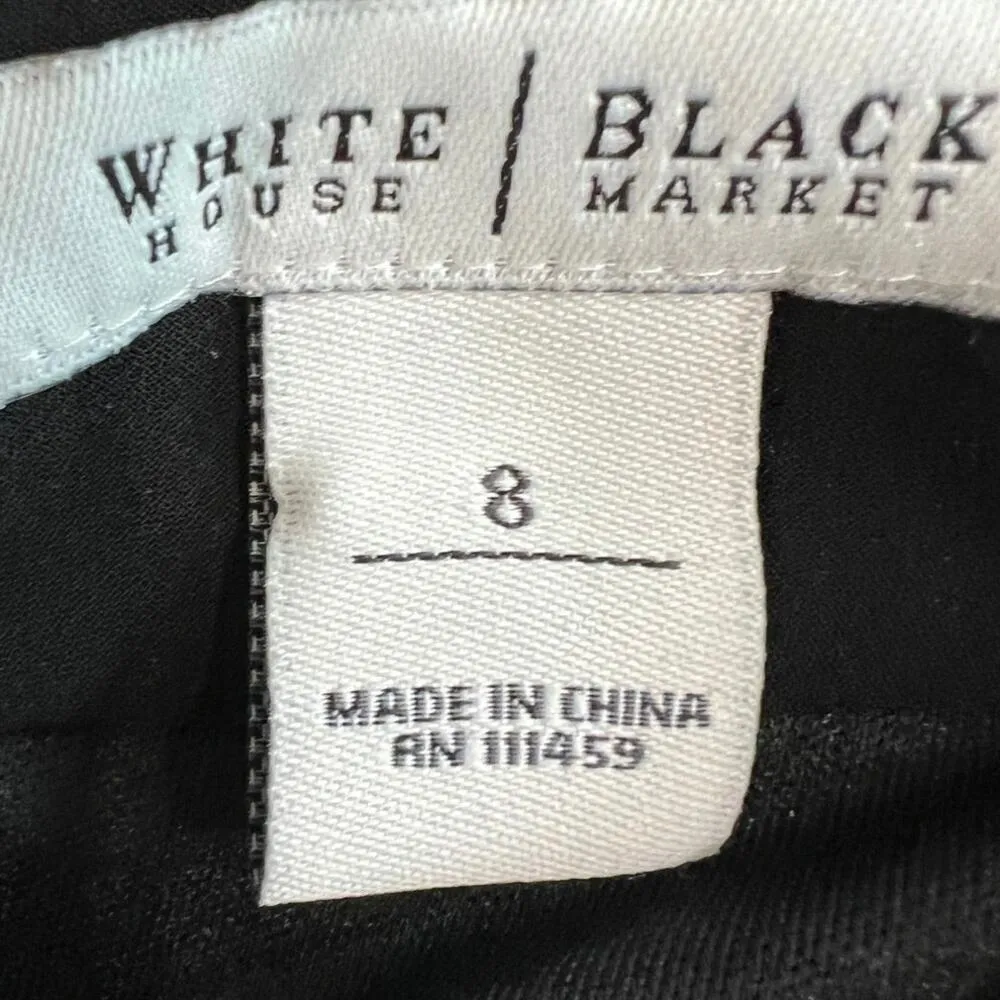 WHITE | BLACK
HOUSE | MARKET
8
MADE IN CHINA
RN 111459